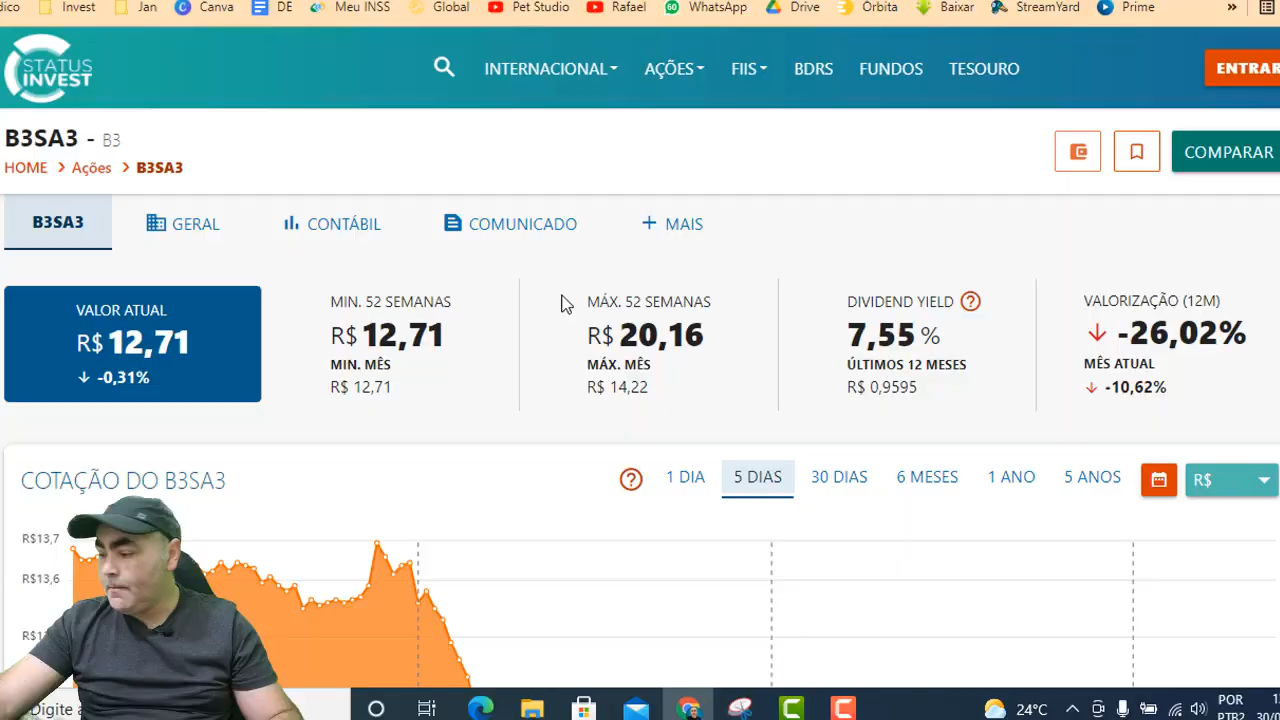 dico Invest Jan Canva DE Meu INSS Global Pet Studio Rafael 60 WhatsApp Drive Órbita Baixar StreamYard Prime »
STATUS INVEST
INTERNACIONAL AÇÕES FIIS BDRS FUNDOS TESOURO ENTRAR
B3SA3 - B3
HOME > Ações > B3SA3
COMPARAR
B3SA3 GERAL CONTÁBIL COMUNICADO + MAIS
VALOR ATUAL
R$ 12,71
-0,31%
MIN. 52 SEMANAS
R$ 12,71
MIN. MÊS
R$ 12,71
MÁX. 52 SEMANAS
R$ 20,16
MÁX. MÊS
R$ 14,22
DIVIDEND YIELD ?
7,55 %
ÚLTIMOS 12 MESES
R$ 0,9595
VALORIZAÇÃO (12M)
-26,02%
MÊS ATUAL
-10,62%
COTAÇÃO DO B3SA3
? 1 DIA 5 DIAS 30 DIAS 6 MESES 1 ANO 5 ANOS R$
R$13,7
R$13,6
Digite a
24°C
POR
PTB2